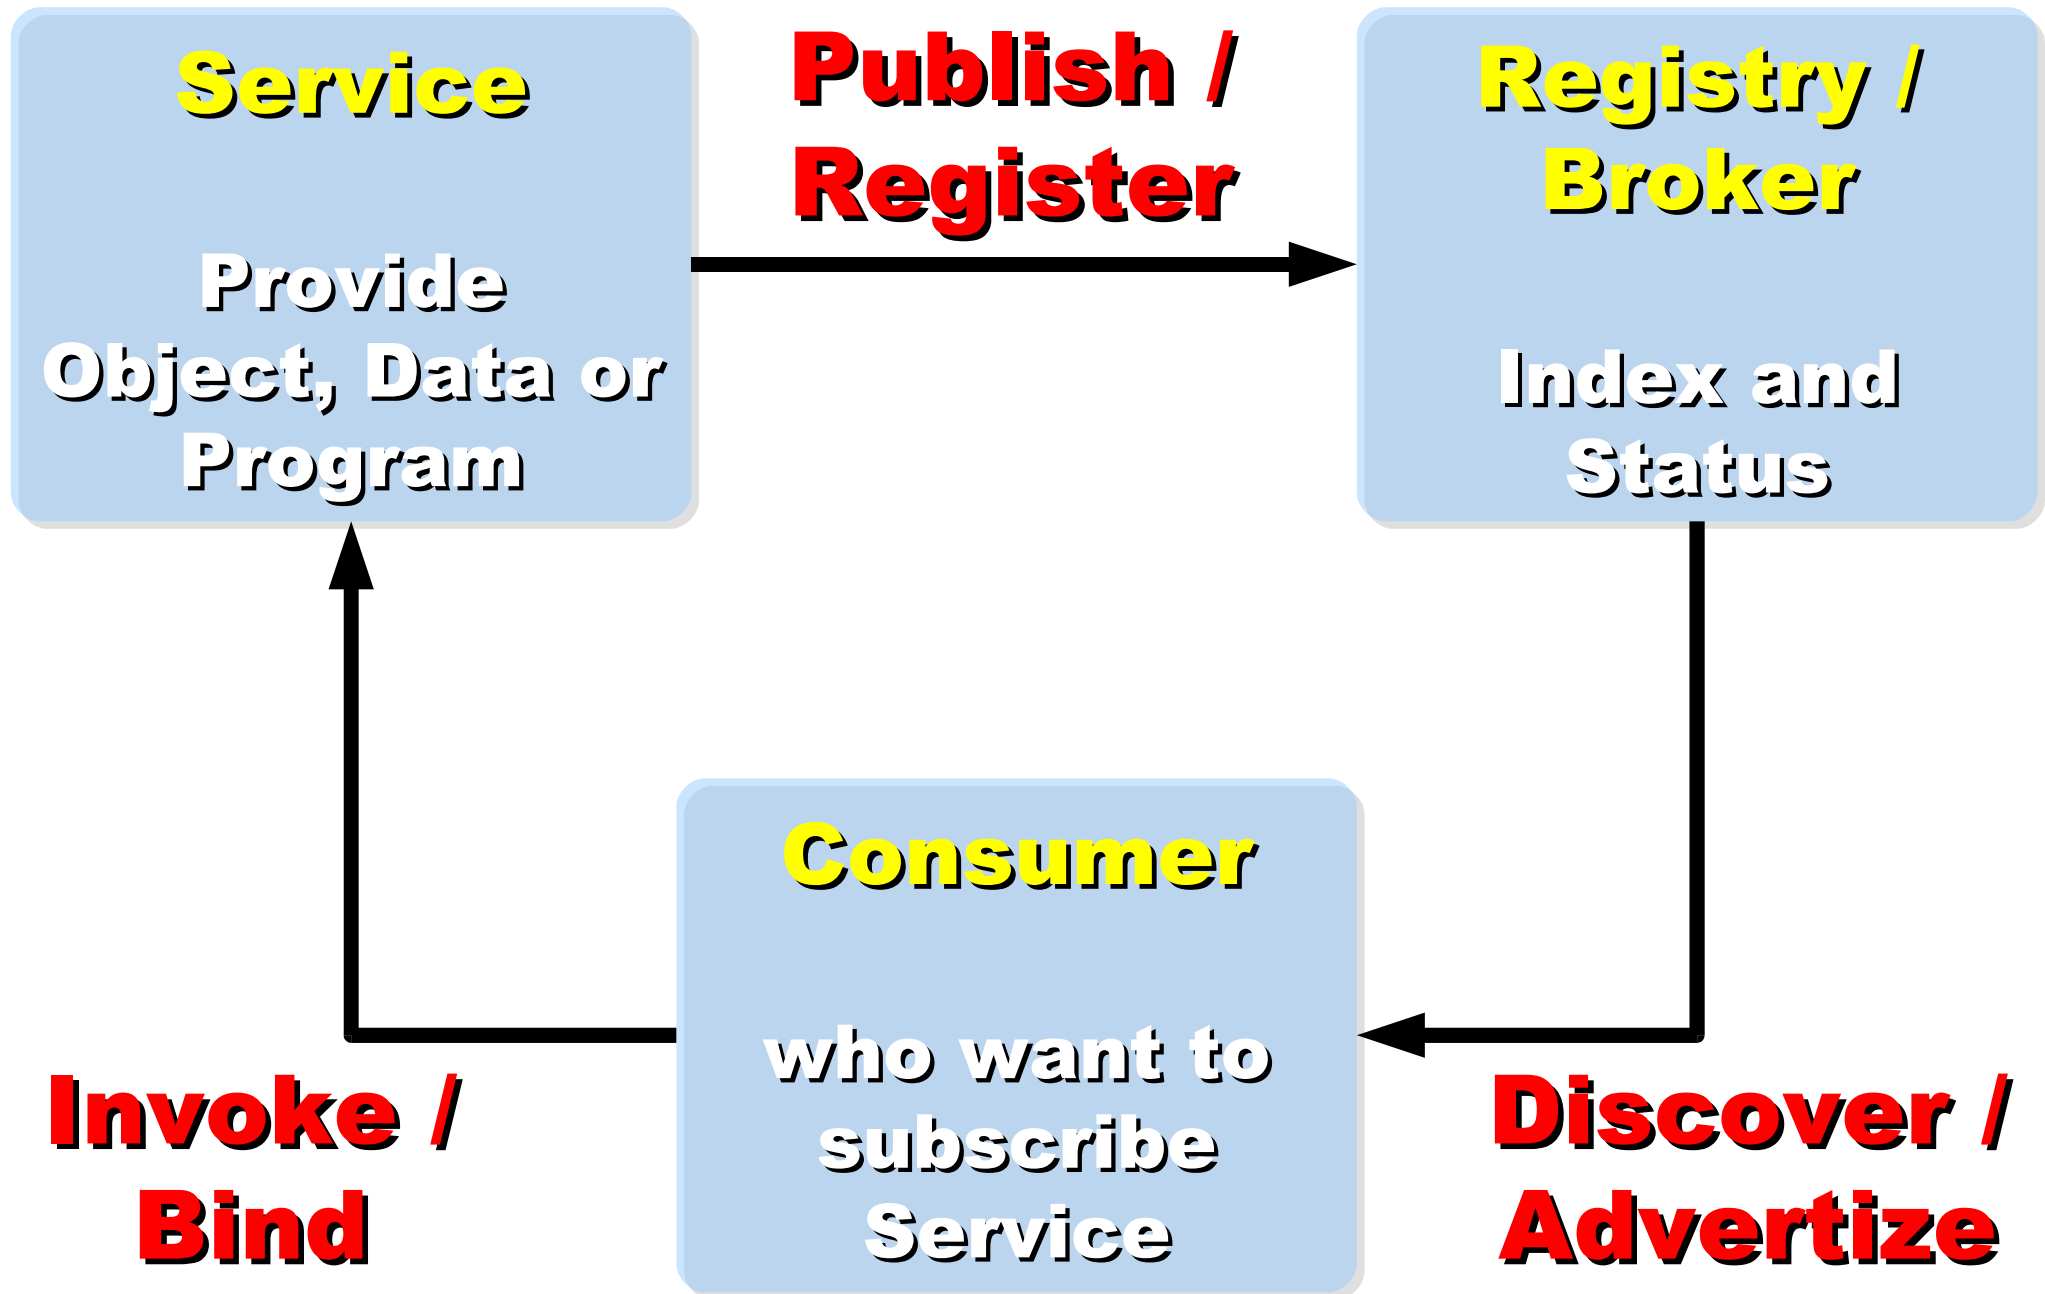 Service
Provide
Object, Data or
Program
Publish /
Register
Registry /
Broker
Index and
Status
Consumer
who want to
subscribe
Service
Invoke /
Bind
Discover /
Advertize